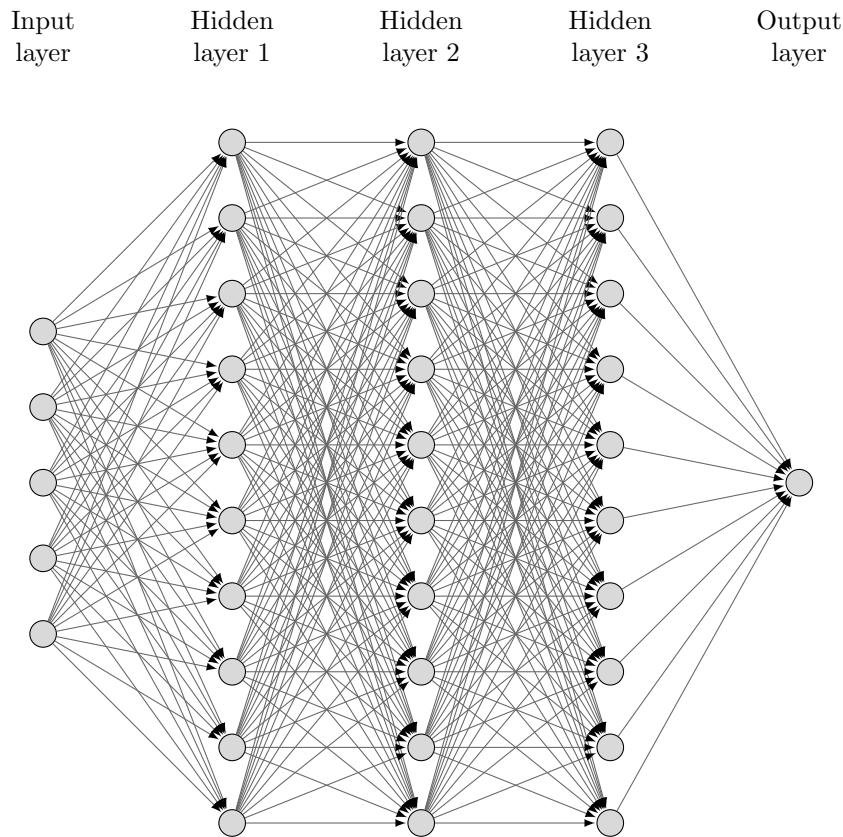 Input
layer
Hidden
layer 1
Hidden
layer 2
Hidden
layer 3
Output
layer